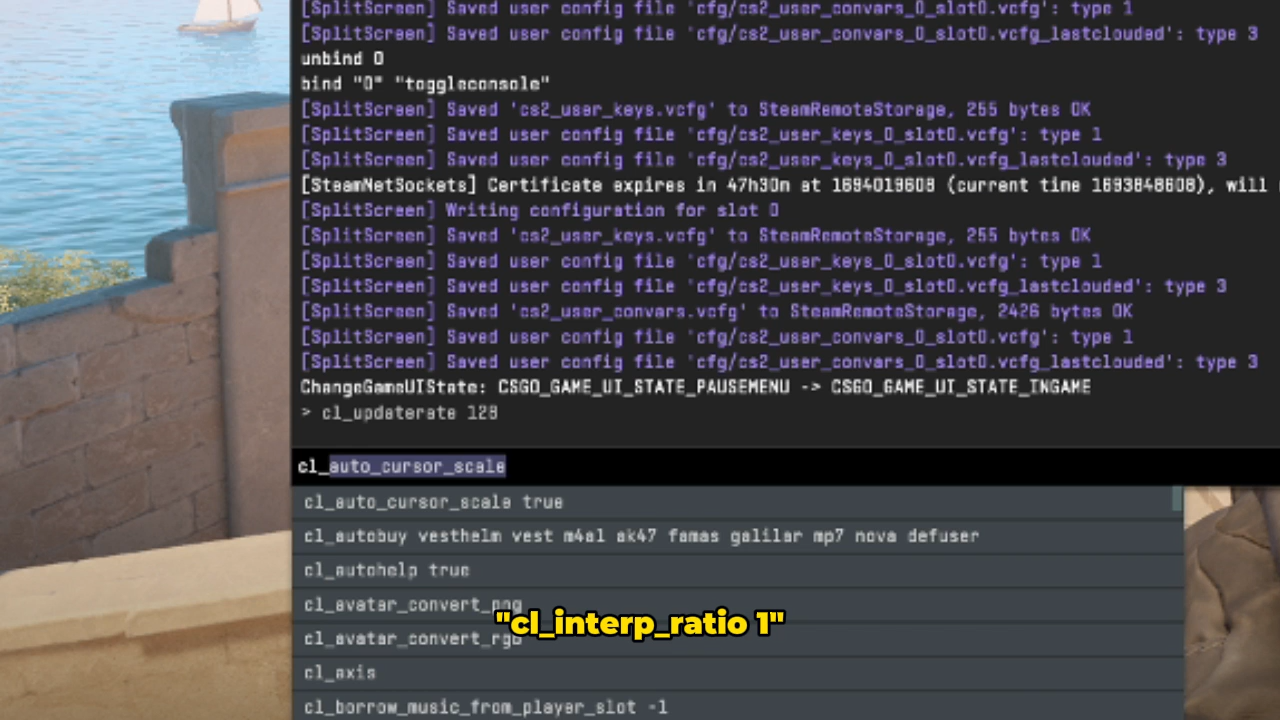 [SplitScreen] Saved user config file 'cfg/cs2_user_convars_0_slot0.vcfg': type 1
[SplitScreen] Saved user config file 'cfg/cs2_user_convars_0_slot0.vcfg_lastclouded': type 3
unbind 0
bind "0" "toggleconsole"
[SplitScreen] Saved 'cs2_user_keys.vcfg' to SteamRemoteStorage, 255 bytes OK
[SplitScreen] Saved user config file 'cfg/cs2_user_keys_0_slot0.vcfg': type 1
[SplitScreen] Saved user config file 'cfg/cs2_user_keys_0_slot0.vcfg_lastclouded': type 3
[SteamNetSockets] Certificate expires in 47h30m at 1694019608 (current time 1693848608), will
[SplitScreen] Writing configuration for slot 0
[SplitScreen] Saved 'cs2_user_keys.vcfg' to SteamRemoteStorage, 255 bytes OK
[SplitScreen] Saved user config file 'cfg/cs2_user_keys_0_slot0.vcfg': type 1
[SplitScreen] Saved user config file 'cfg/cs2_user_keys_0_slot0.vcfg_lastclouded': type 3
[SplitScreen] Saved 'cs2_user_convars.vcfg' to SteamRemoteStorage, 2426 bytes OK
[SplitScreen] Saved user config file 'cfg/cs2_user_convars_0_slot0.vcfg': type 1
[SplitScreen] Saved user config file 'cfg/cs2_user_convars_0_slot0.vcfg_lastclouded': type 3
ChangeGameUIState: CSGO_GAME_UI_STATE_PAUSEMENU -> CSGO_GAME_UI_STATE_INGAME
> cl_updaterate 128
cl_auto_cursor_scale
cl_auto_cursor_scale true
cl_autobuy vesthelm vest m4a1 ak47 famas galilar mp7 nova defuser
cl_autohelp true
cl_avatar_convert_png
"cl_interp_ratio 1"
cl_avatar_convert_rgb
cl_axis
cl_borrow_music_from_player_slot -1